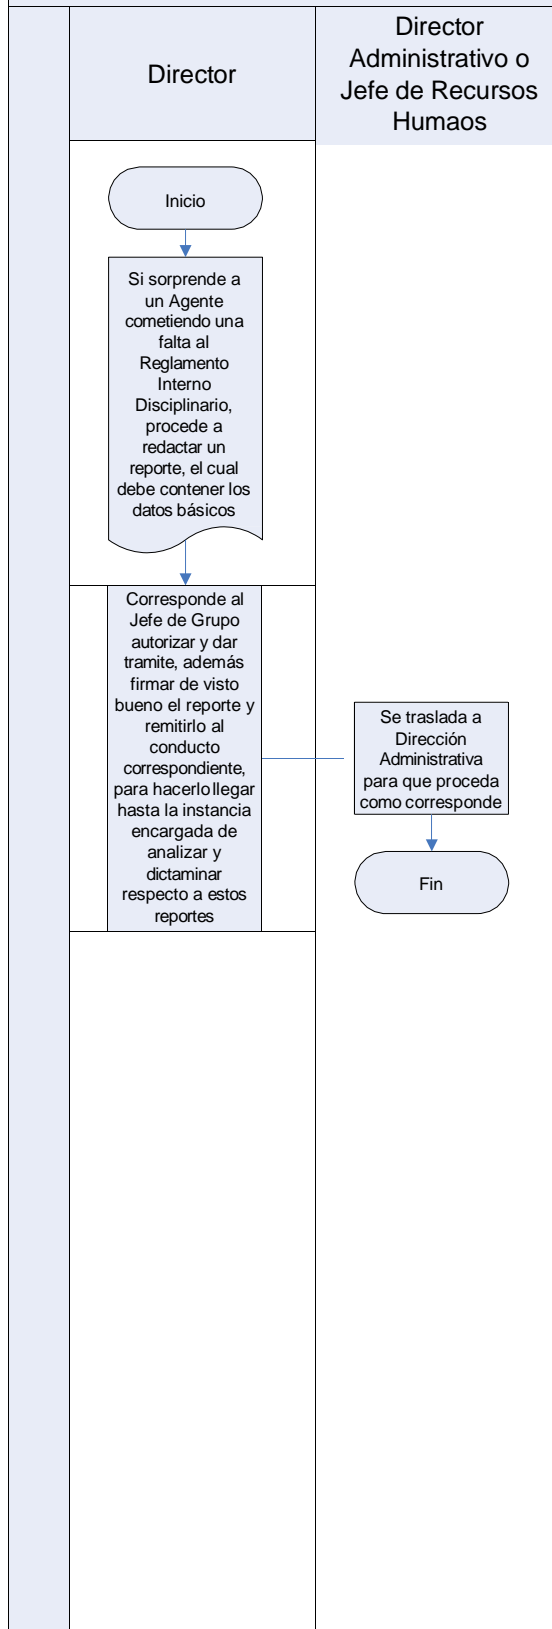 Director
Director
Administrativo o
Jefe de Recursos
Humaos
Inicio
Si sorprende a
un Agente
cometiendo una
falta al
Reglamento
Interno
Disciplinario,
procede a
redactar un
reporte, el cual
debe contener los
datos básicos
Corresponde al
Jefe de Grupo
autorizar y dar
tramite, además
firmar de visto
bueno el reporte y
remitirlo al
conducto
correspondiente,
para hacerlo llegar
hasta la instancia
encargada de
analizar y
dictaminar
respecto a estos
reportes
Se traslada a
Dirección
Administrativa
para que proceda
como corresponde
Fin